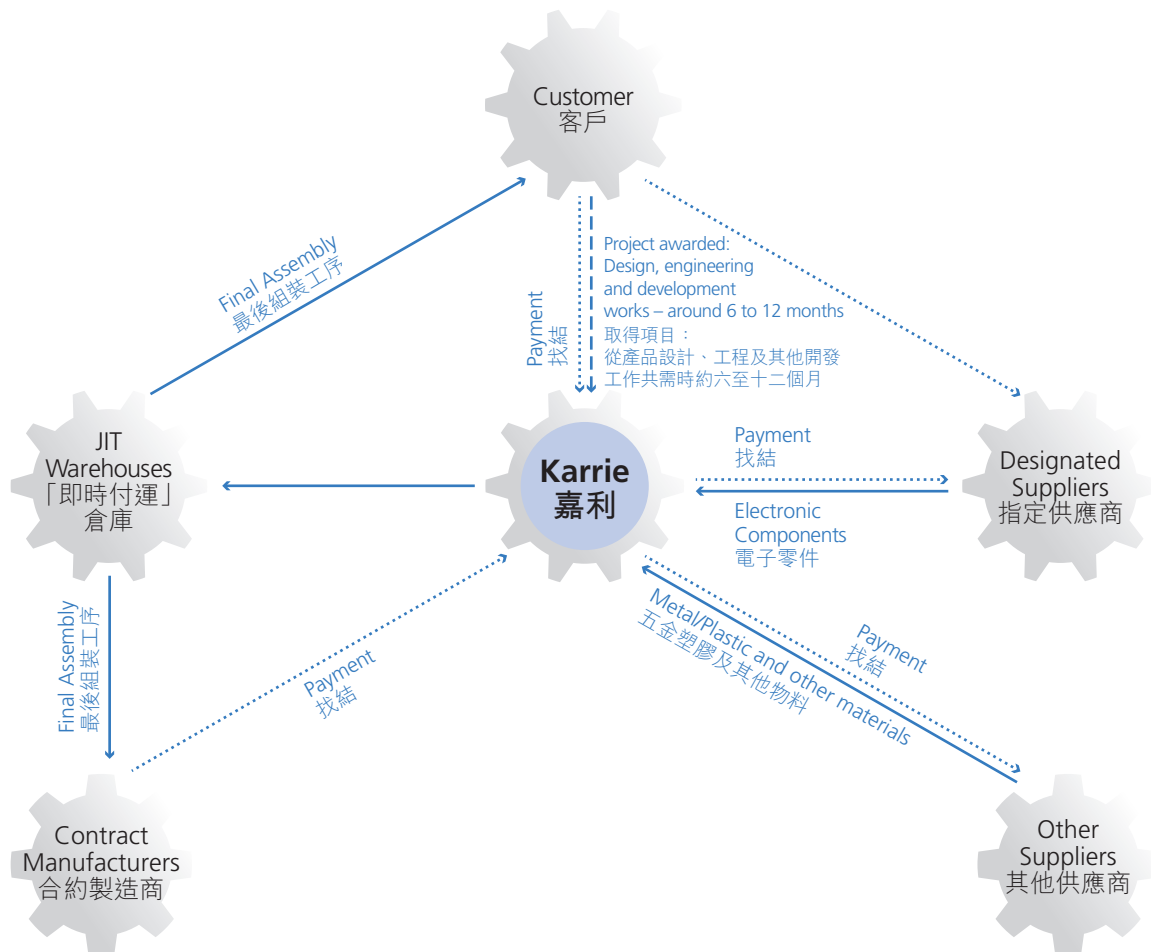 Customer
客戶
Final Assembly
最後組裝工序
Payment
找結
Project awarded:
Design, engineering
and development
works – around 6 to 12 months
取得項目：
從產品設計、工程及其他開發
工作共需時約六至十二個月
JIT
Warehouses
「即時付運」
倉庫
Karrie
嘉利
Payment
找結
Electronic
Components
電子零件
Designated
Suppliers
指定供應商
Final Assembly
最後組裝工序
Payment
找結
Metal/Plastic and other materials
五金塑膠及其他物料
Payment
找結
Contract
Manufacturers
合約製造商
Other
Suppliers
其他供應商